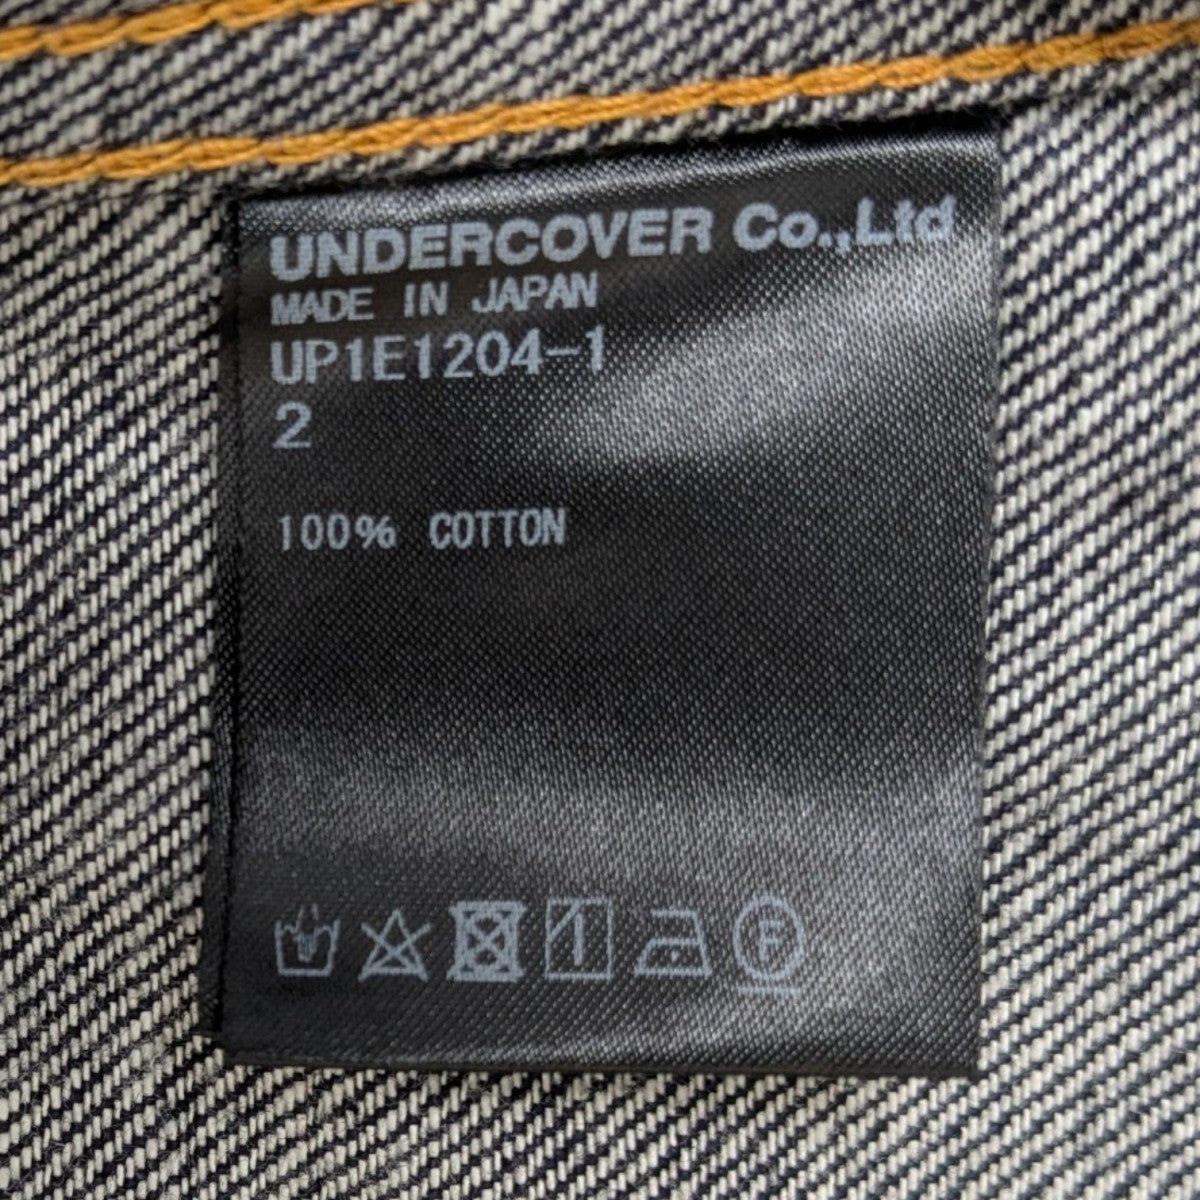 UNDERCOVER Co.,Ltd
MADE IN JAPAN
UP1E1204-1
2
100% COTTON
F